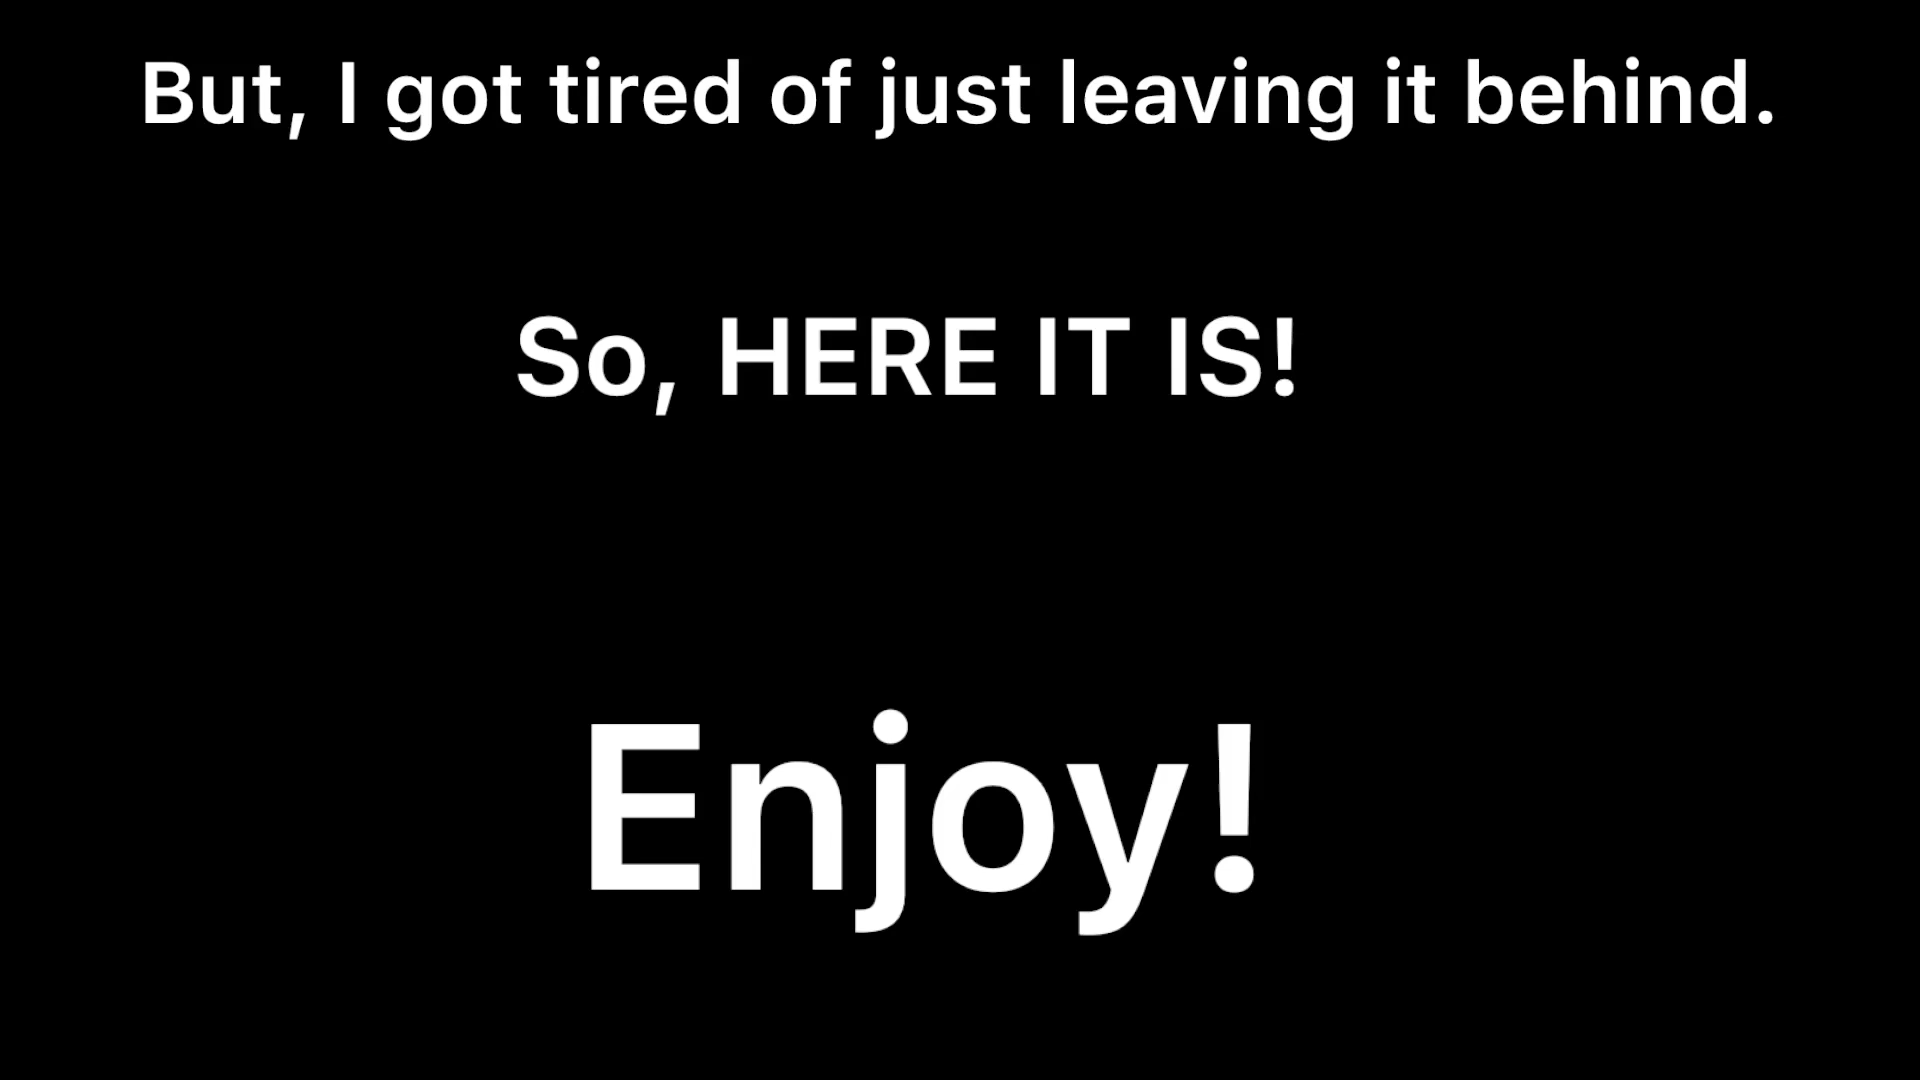 But, I got tired of just leaving it behind.
So, HERE IT IS!
Enjoy!